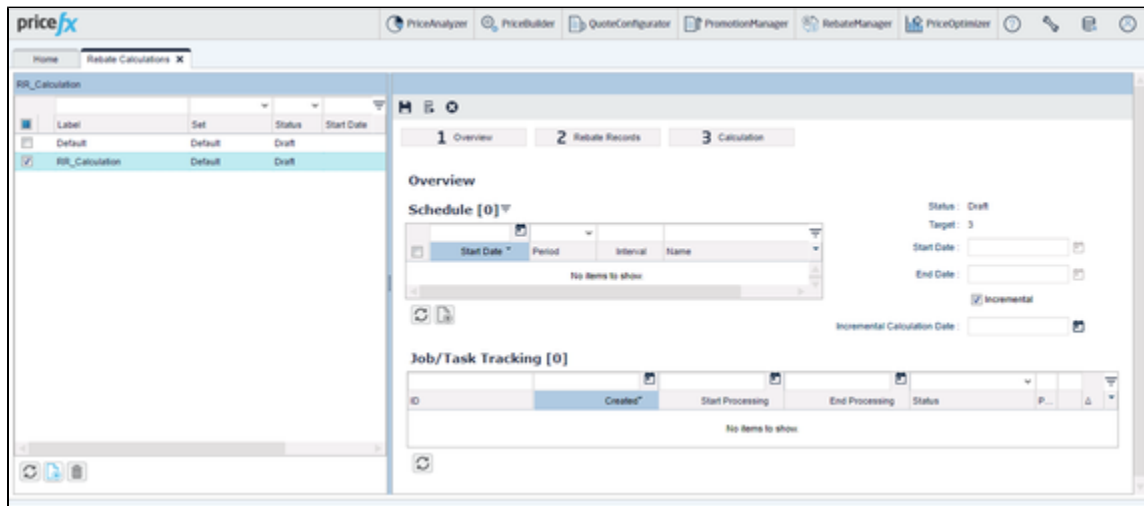 pricefx PriceAnalyzer PriceBuilder QuoteConfigurator PromotionManager RebateManager PriceOptimizer
Home Rebate Calculations
RR_Calculation
Label Set Status Start Date
Default Default Draft
RR_Calculation Default Draft
1 Overview 2 Rebate Records 3 Calculation
Overview
Schedule [0]
Status : Draft
Target : 3
Start Date Period Interval Name
Start Date :
No items to show.
End Date :
Incremental
Incremental Calculation Date :
Job/Task Tracking [0]
ID Created Start Processing End Processing Status P...
No items to show.